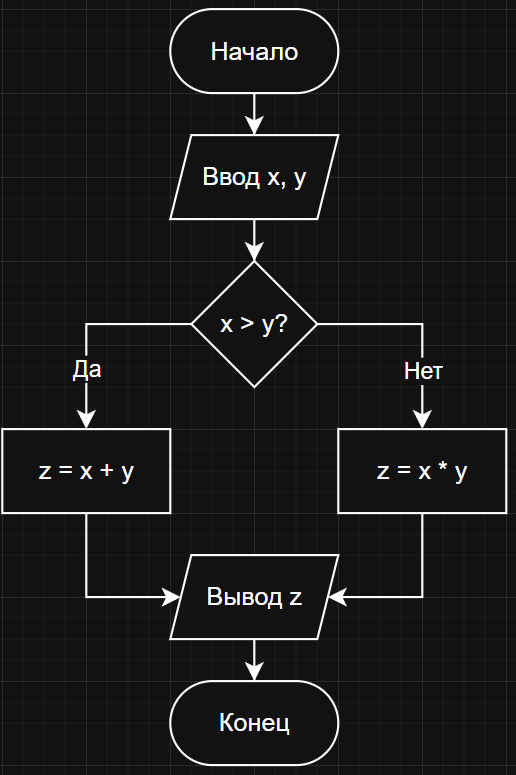 Начало
Ввод x, y
x > y?
Да
Нет
z = x + y
z = x * y
Вывод z
Конец